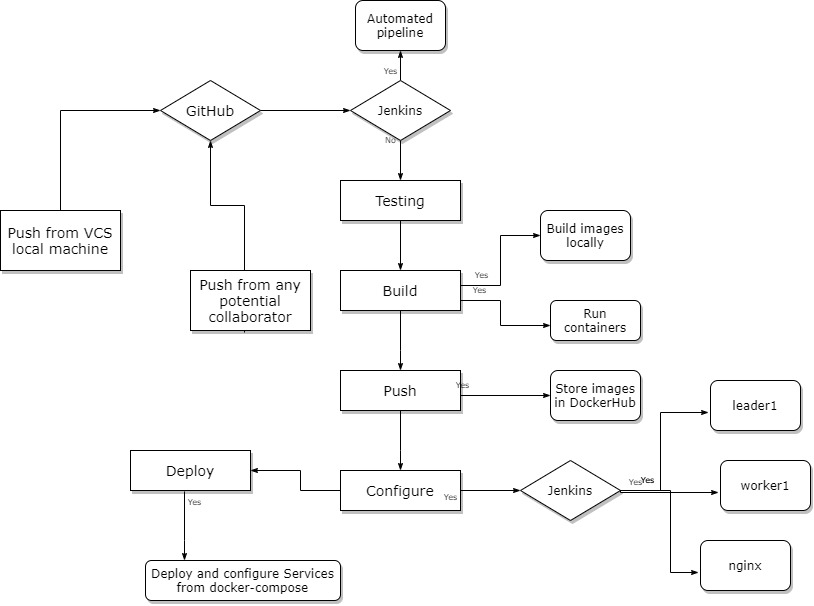 Automated
pipeline
Yes
GitHub
Jenkins
No
Testing
Push from VCS
local machine
Build images
locally
Push from any
potential
collaborator
Build
Yes
Yes
Run
containers
Push
Yes
Store images
in DockerHub
leader1
Deploy
Configure
Yes
Jenkins
Yes
Yes
worker1
Yes
nginx
Deploy and configure Services
from docker-compose